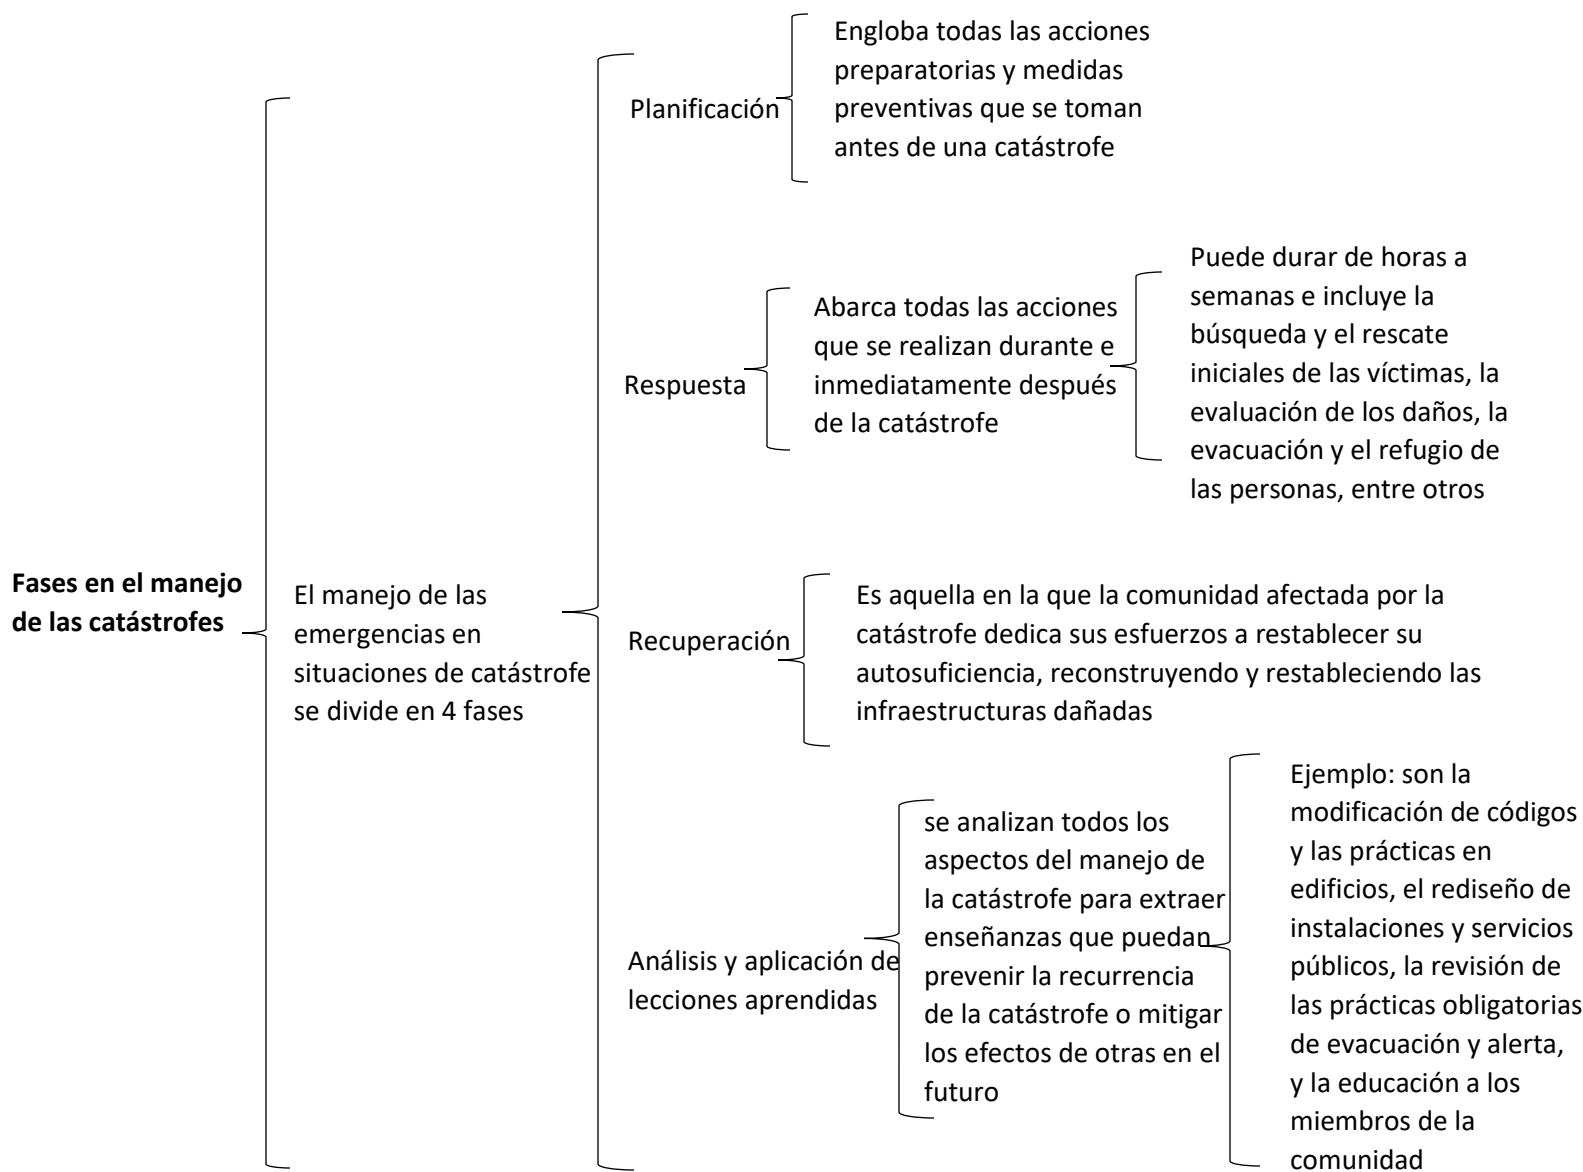 Fases en el manejo
de las catástrofes
El manejo de las
emergencias en
situaciones de catástrofe
se divide en 4 fases
Planificación
Engloba todas las acciones
preparatorias y medidas
preventivas que se toman
antes de una catástrofe
Respuesta
Abarca todas las acciones
que se realizan durante e
inmediatamente después
de la catástrofe
Puede durar de horas a
semanas e incluye la
búsqueda y el rescate
iniciales de las víctimas, la
evaluación de los daños, la
evacuación y el refugio de
las personas, entre otros
Recuperación
Es aquella en la que la comunidad afectada por la
catástrofe dedica sus esfuerzos a restablecer su
autosuficiencia, reconstruyendo y restableciendo las
infraestructuras dañadas
Análisis y aplicación de
lecciones aprendidas
se analizan todos los
aspectos del manejo de
la catástrofe para extraer
enseñanzas que puedan
prevenir la recurrencia
de la catástrofe o mitigar
los efectos de otras en el
futuro
Ejemplo: son la
modificación de códigos
y las prácticas en
edificios, el rediseño de
instalaciones y servicios
públicos, la revisión de
las prácticas obligatorias
de evacuación y alerta,
y la educación a los
miembros de la
comunidad